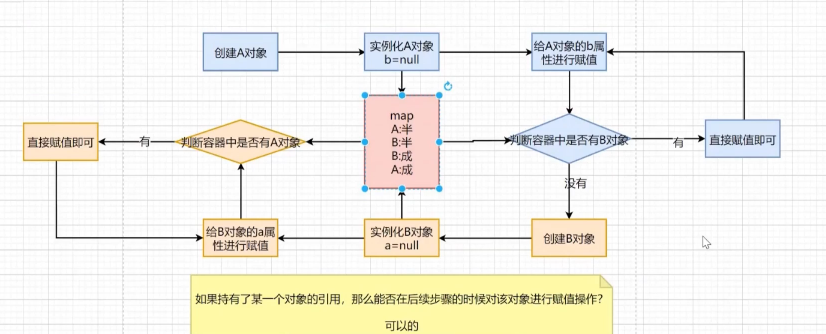 创建A对象
实例化A对象
b=null
给A对象的b属
性进行赋值
map
A:半
B:半
B:成
A:成
直接赋值即可
有
判断容器中是否有A对象
判断容器中是否有B对象
有
直接赋值即可
没有
给B对象的a属
性进行赋值
实例化B对象
a=null
创建B对象
如果持有了某一个对象的引用，那么能否在后续步骤的时候对该对象进行赋值操作？
可以的